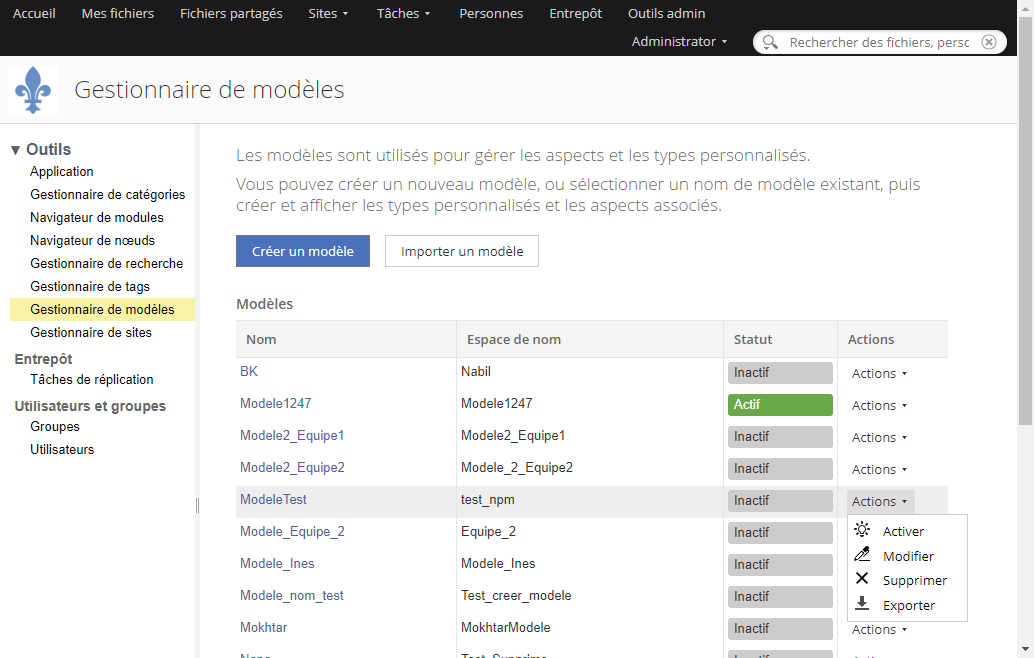 Accueil Mes fichiers Fichiers partagés Sites Tâches Personnes Entrepôt Outils admin
Administrator Rechercher des fichiers, persc
Gestionnaire de modèles
Outils
Application
Gestionnaire de catégories
Navigateur de modules
Navigateur de nœuds
Gestionnaire de recherche
Gestionnaire de tags
Gestionnaire de modèles
Gestionnaire de sites
Entrepôt
Tâches de réplication
Utilisateurs et groupes
Groupes
Utilisateurs
Les modèles sont utilisés pour gérer les aspects et les types personnalisés.
Vous pouvez créer un nouveau modèle, ou sélectionner un nom de modèle existant, puis
créer et afficher les types personnalisés et les aspects associés.
Créer un modèle Importer un modèle
Modèles
Nom Espace de nom Statut Actions
BK Nabil Inactif Actions
Modele1247 Modele1247 Actif Actions
Modele2_Equipe1 Modele2_Equipe1 Inactif Actions
Modele2_Equipe2 Modele_2_Equipe2 Inactif Actions
ModeleTest test_npm Inactif Actions
Modele_Equipe_2 Equipe_2 Inactif
Modele_Ines Modele_Ines Inactif
Modele_nom_test Test_creer_modele Inactif
Activer
Modifier
Supprimer
Exporter
Mokhtar MokhtarModele Inactif Actions